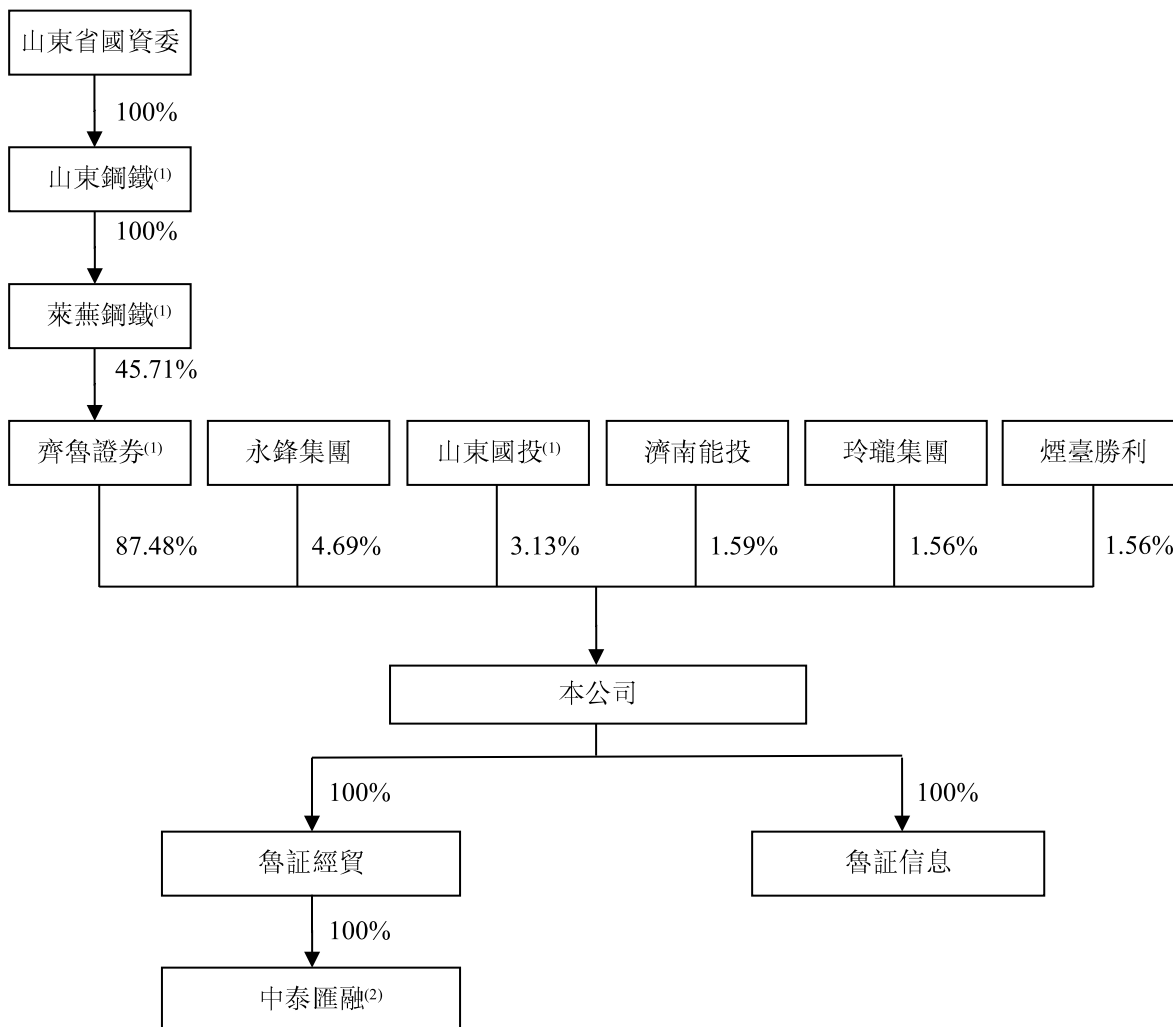 山東省國資委
100%
山東鋼鐵(1)
100%
萊蕪鋼鐵(1)
45.71%
齊魯證券(1) 永鋒集團 山東國投(1) 濟南能投 玲瓏集團 煙臺勝利
87.48% 4.69% 3.13% 1.59% 1.56% 1.56%
本公司
100% 100%
魯証經貿 魯証信息
100%
中泰匯融(2)